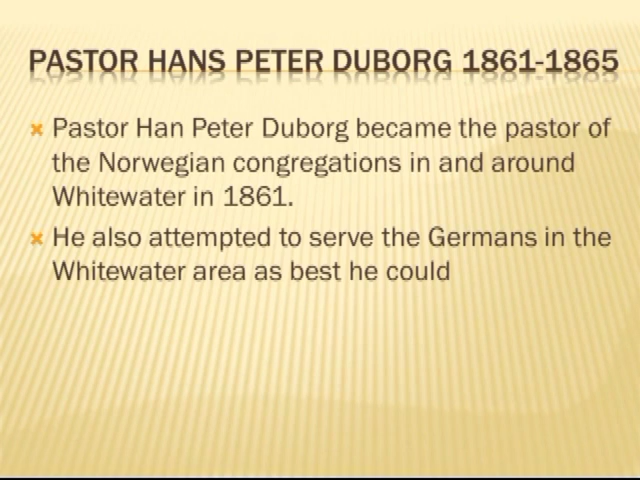 PASTOR HANS PETER DUBORG 1861-1865
Pastor Han Peter Duborg became the pastor of
the Norwegian congregations in and around
Whitewater in 1861.
He also attempted to serve the Germans in the
Whitewater area as best he could